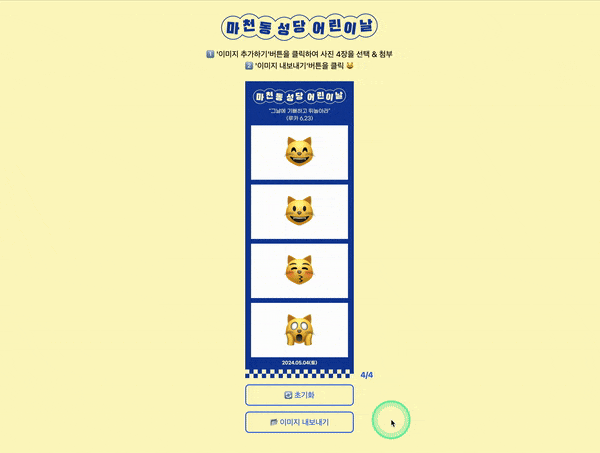 마천동성당 어린이날
1 '이미지 추가하기'버튼을 클릭하여 사진 4장을 선택 & 첨부
2 '이미지 내보내기'버튼을 클릭
마천동성당 어린이날
"그날에 기뻐하고 뛰놀아라"
(루카 6,23)
2024.05.04(토)
4/4
초기화
이미지 내보내기